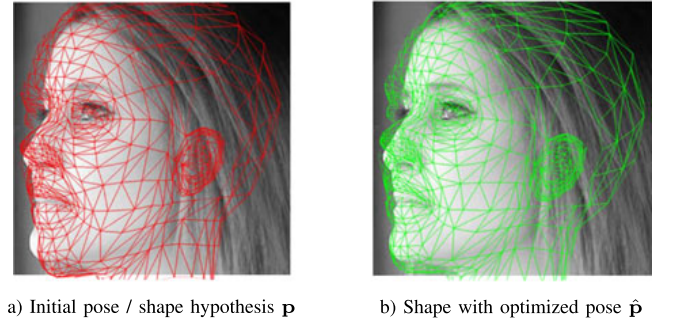 a) Initial pose / shape hypothesis p
b) Shape with optimized pose p̂